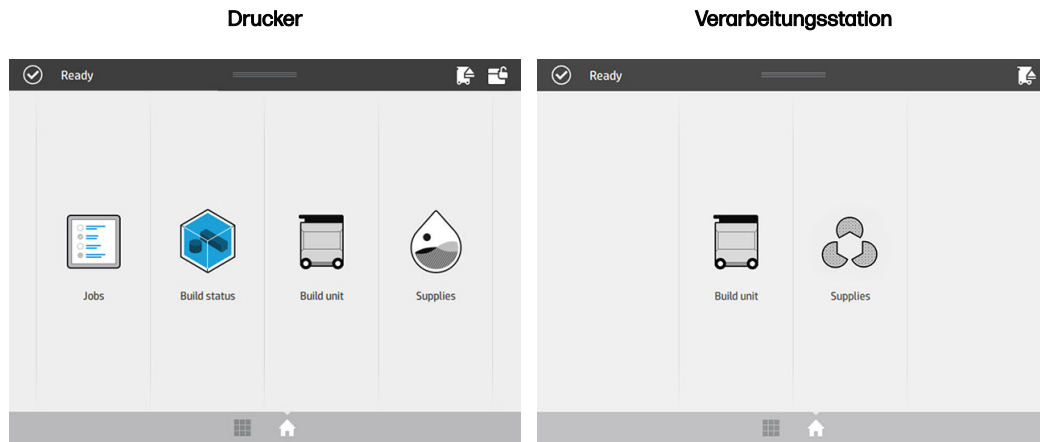 Drucker
Verarbeitungsstation
Ready
Jobs
Build status
Build unit
Supplies
Ready
Build unit
Supplies